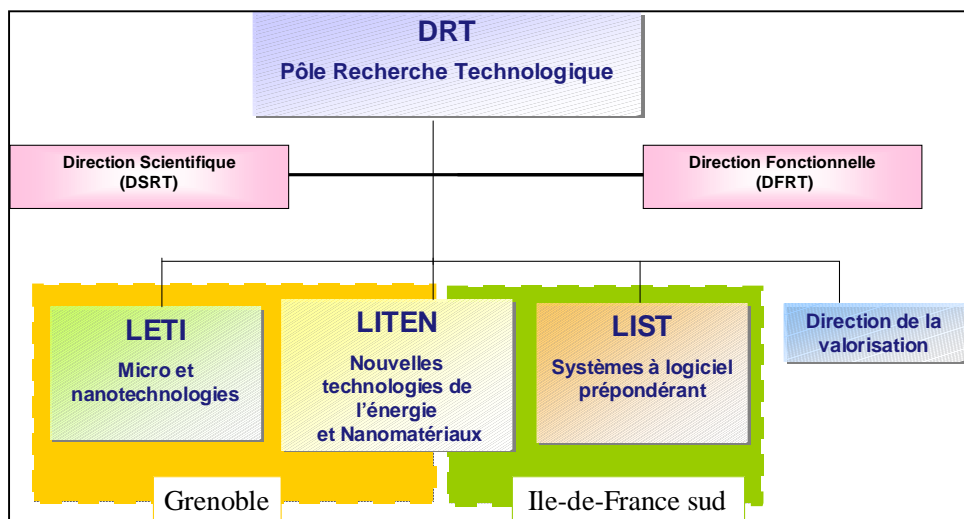 DRT
Pôle Recherche Technologique
Direction Scientifique
(DSRT)
Direction Fonctionnelle
(DFRT)
LETI
Micro et
nanotechnologies
LITEN
Nouvelles
technologies de
l'énergie
et Nanomatériaux
LIST
Systèmes à logiciel
prépondérant
Direction de la
valorisation
Grenoble
Ile-de-France sud